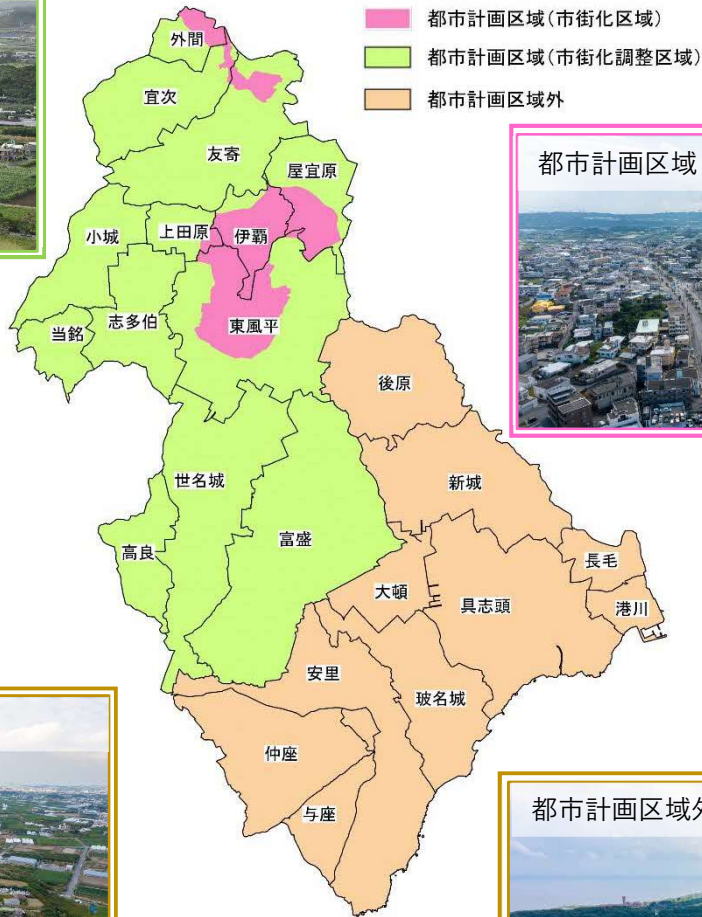 都市計画区域(市街化区域)
都市計画区域(市街化調整区域)
都市計画区域外
外間
宜次
友寄
屋宜原
小城
上田原
伊覇
当銘
志多伯
東風平
後原
世名城
新城
高良
富盛
長毛
大頓
具志頭
港川
安里
玻名城
仲座
与座
都市計画区域
都市計画区域外